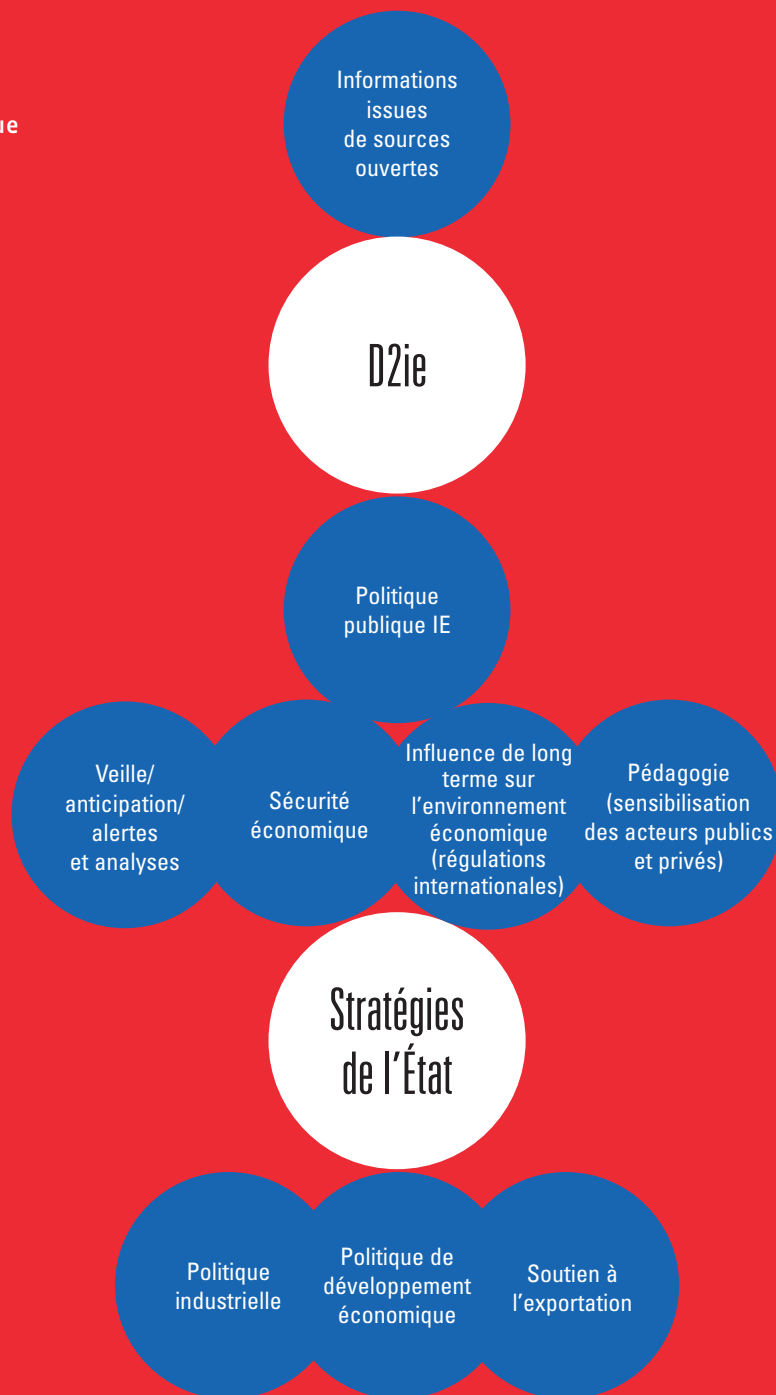 Informations
issues
de sources
ouvertes
D2ie
Politique
publique IE
Veille/
anticipation/
alertes
et analyses
Sécurité
économique
Influence de long
terme sur
l'environnement
économique
(régulations
internationales)
Pédagogie
(sensibilisation
des acteurs publics
et privés)
Stratégies
de l'État
Politique
industrielle
Politique de
développement
économique
Soutien à
l'exportation